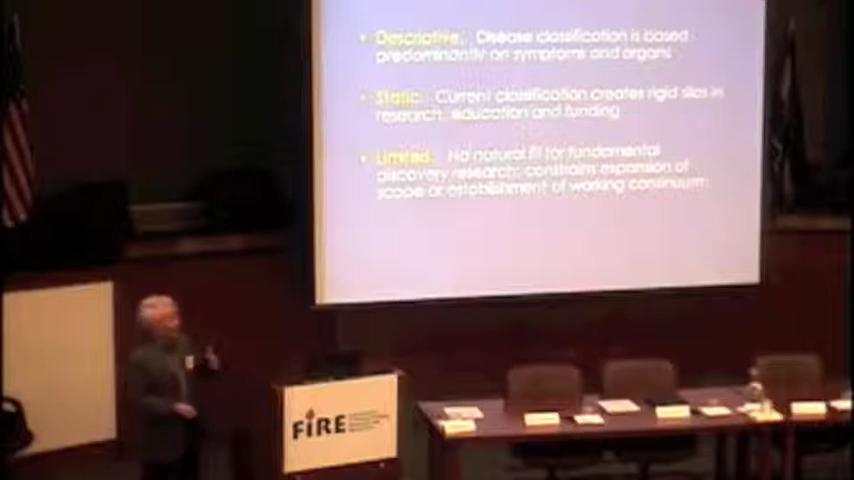 • Descriptive: Disease classification is based
predominantly on symptoms and organs
• Static: Current classification creates rigid silos in
research, education and funding
• Limited: No natural fit for fundamental
discovery research; constrains expansion of
scope or establishment of working continuum
FiRE